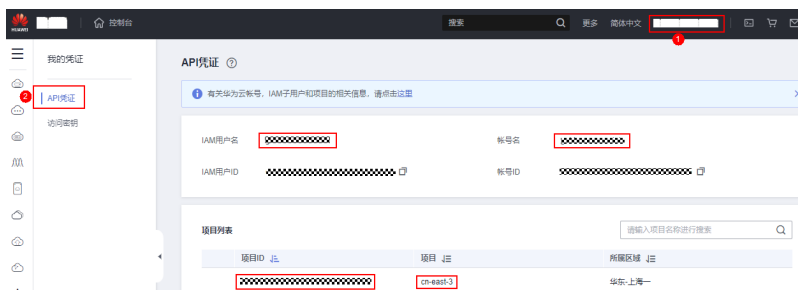 HUAWEI
控制台
搜索
更多
简体中文
1
我的凭证
API凭证
2
API凭证
访问密钥
有关华为云帐号，IAM子用户和项目的相关信息，请点击这里
IAM用户名
帐号名
IAM用户ID
帐号ID
项目列表
请输入项目名称进行搜索
项目ID
项目
所属区域
cn-east-3
华东-上海一